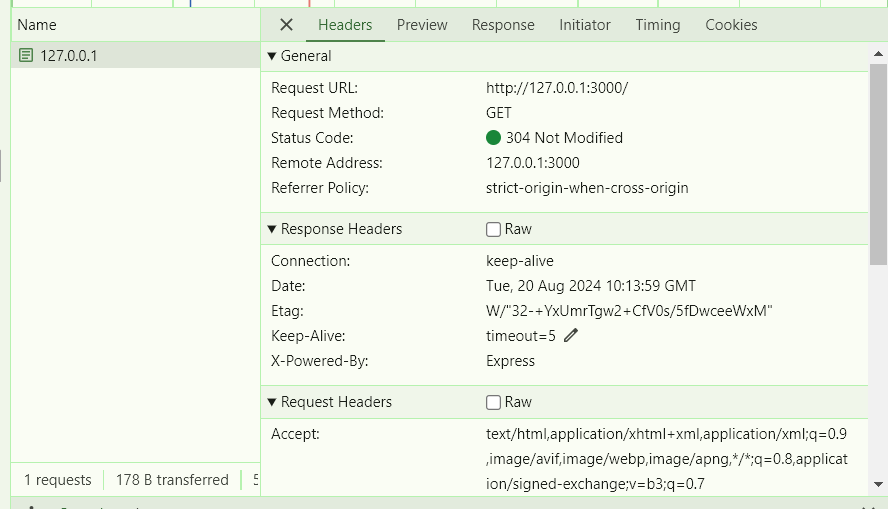 Name
Headers Preview Response Initiator Timing Cookies
127.0.0.1
General
Request URL: http://127.0.0.1:3000/
Request Method: GET
Status Code: 304 Not Modified
Remote Address: 127.0.0.1:3000
Referrer Policy: strict-origin-when-cross-origin
Response Headers Raw
Connection: keep-alive
Date: Tue, 20 Aug 2024 10:13:59 GMT
Etag: W/"32-+YxUmrTgw2+CfV0s/5fDwceeWxM"
Keep-Alive: timeout=5
X-Powered-By: Express
Request Headers Raw
Accept: text/html,application/xhtml+xml,application/xml;q=0.9
,image/avif,image/webp,image/apng,*/*;q=0.8,applicat
ion/signed-exchange;v=b3;q=0.7
1 requests 178 B transferred